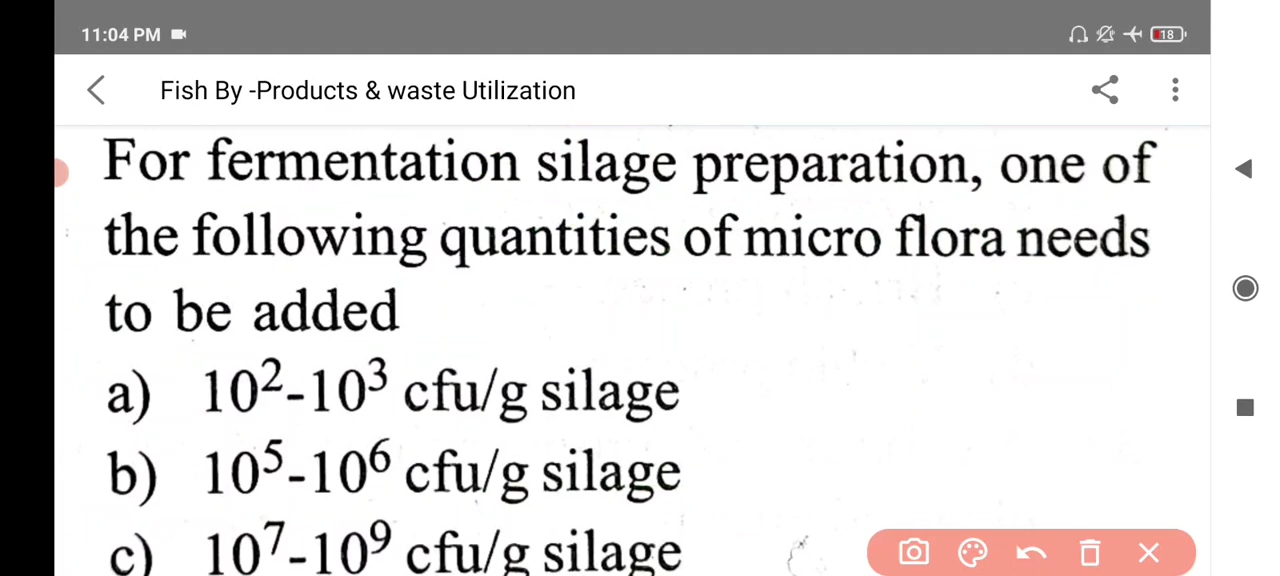 11:04 PM
18
Fish By -Products & waste Utilization
For fermentation silage preparation, one of
the following quantities of micro flora needs
to be added
a) 10²-10³ cfu/g silage
b) 10⁵-10⁶ cfu/g silage
c) 10⁷-10⁹ cfu/g silage